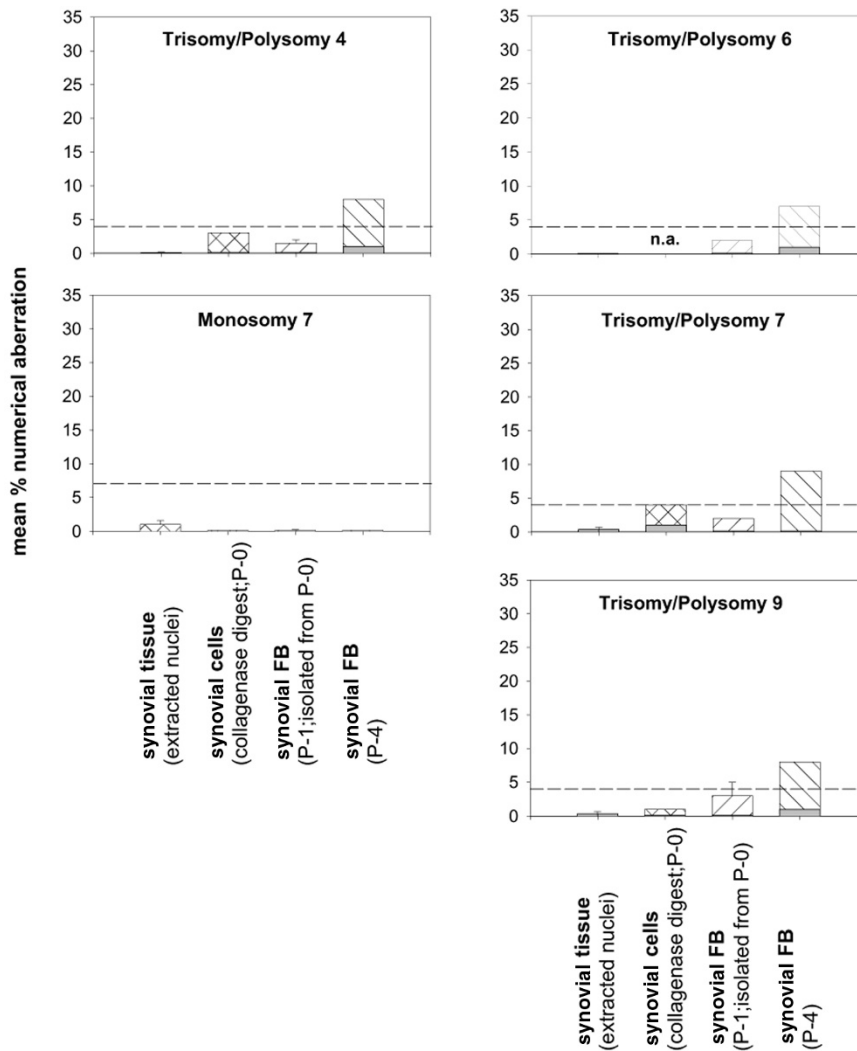 mean % numerical aberration
Trisomy/Polysomy 4
35
30
25
20
15
10
5
0
Trisomy/Polysomy 6
35
30
25
20
15
10
5
0
n.a.
Monosomy 7
35
30
25
20
15
10
5
0
Trisomy/Polysomy 7
35
30
25
20
15
10
5
0
synovial tissue
(extracted nuclei)
synovial cells
(collagenase digest;P-0)
synovial FB
(P-1;isolated from P-0)
synovial FB
(P-4)
Trisomy/Polysomy 9
35
30
25
20
15
10
5
0
synovial tissue
(extracted nuclei)
synovial cells
(collagenase digest;P-0)
synovial FB
(P-1;isolated from P-0)
synovial FB
(P-4)